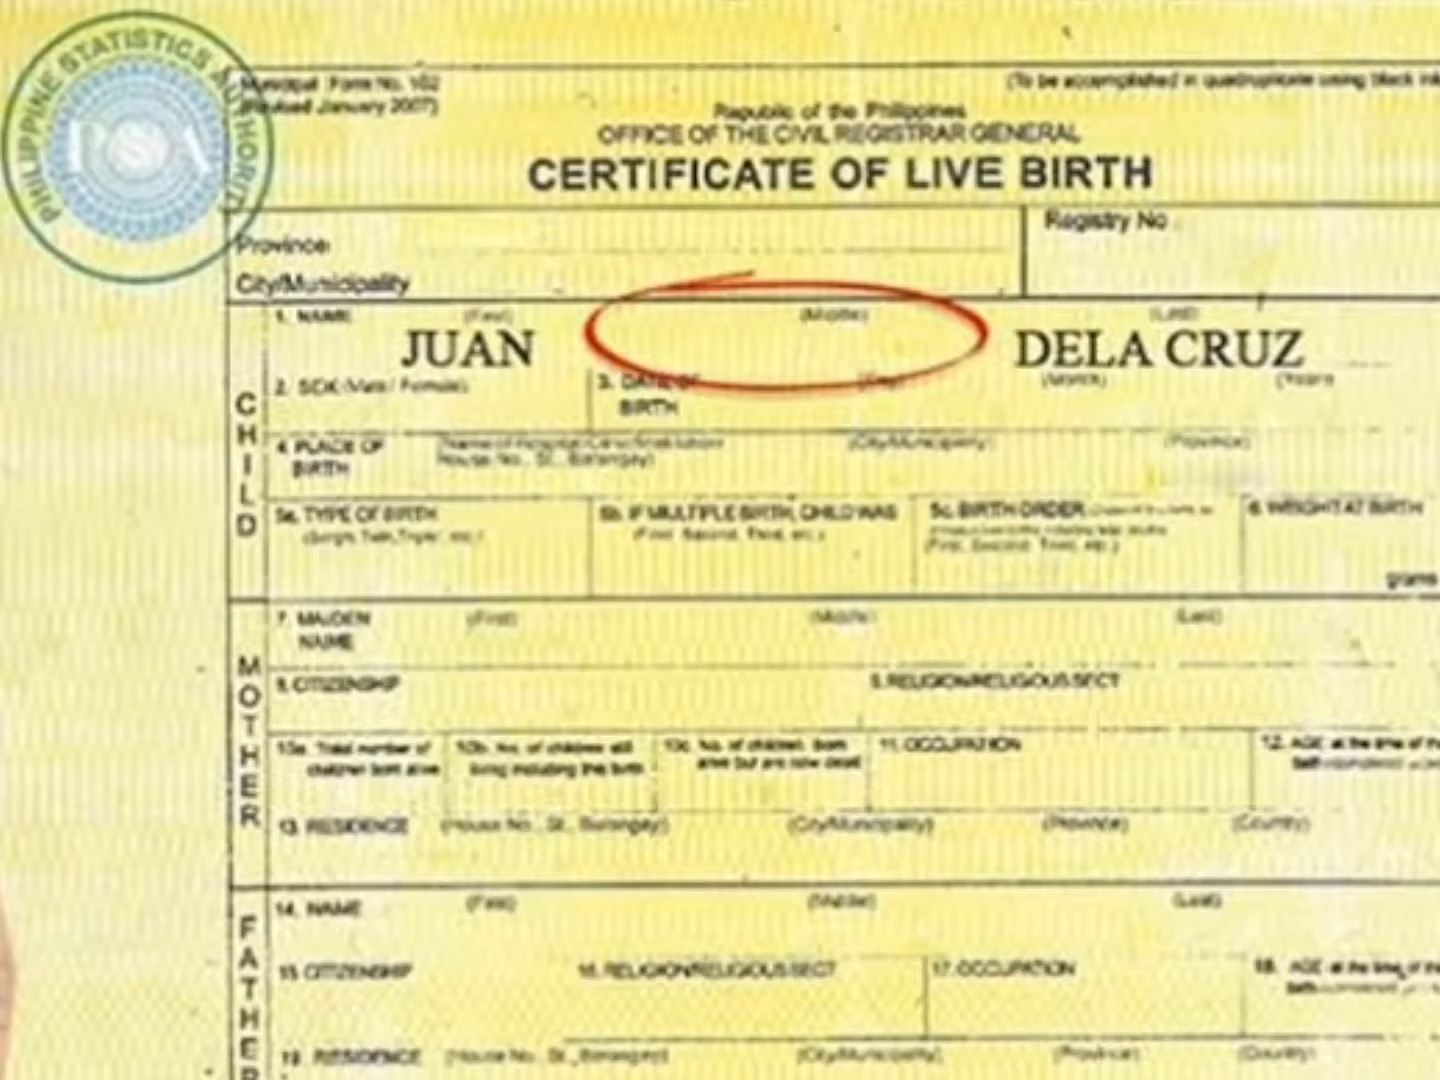 PHILIPPINE STATISTICS AUTHORITY
PSA
Municipal Form No. 102
(Revised January 2007)
(To be accomplished in quadruplicate using black ink
Republic of the Philippines
OFFICE OF THE CIVIL REGISTRAR GENERAL
CERTIFICATE OF LIVE BIRTH
Province
Registry No.
City/Municipality
1. NAME (First) (Middle) (Last)
JUAN DELA CRUZ
CHILD
2. SEX (Male / Female) 3. DATE OF BIRTH (Day) (Month) (Year)
4. PLACE OF BIRTH (Name of Hospital/Clinic/Institution/ (City/Municipality) (Province)
House No., St., Barangay)
5a. TYPE OF BIRTH 5b. IF MULTIPLE BIRTH, CHILD WAS 5c. BIRTH ORDER 6. WEIGHT AT BIRTH
(Single, Twin, Triplet, etc.) (First, Second, Third, etc.)
(First, Second, Third, etc.)
grams
MOTHER
7. MAIDEN NAME (First) (Middle) (Last)
8. CITIZENSHIP 9. RELIGION/RELIGIOUS SECT
10a. Total number of children born alive 10b. No. of children still living including this birth 10c. No. of children born alive but are now dead 11. OCCUPATION 12. AGE at the time of
13. RESIDENCE (House No., St., Barangay) (City/Municipality) (Province) (Country)
FATHER
14. NAME (First) (Middle) (Last)
15. CITIZENSHIP 16. RELIGION/RELIGIOUS SECT 17. OCCUPATION 18. AGE at the time of
19. RESIDENCE (House No., St., Barangay) (City/Municipality) (Province) (Country)